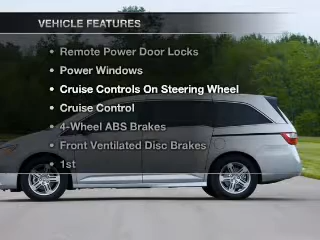 VEHICLE FEATURES
• Remote Power Door Locks
• Power Windows
• Cruise Controls On Steering Wheel
• Cruise Control
• 4-Wheel ABS Brakes
• Front Ventilated Disc Brakes
• 1st